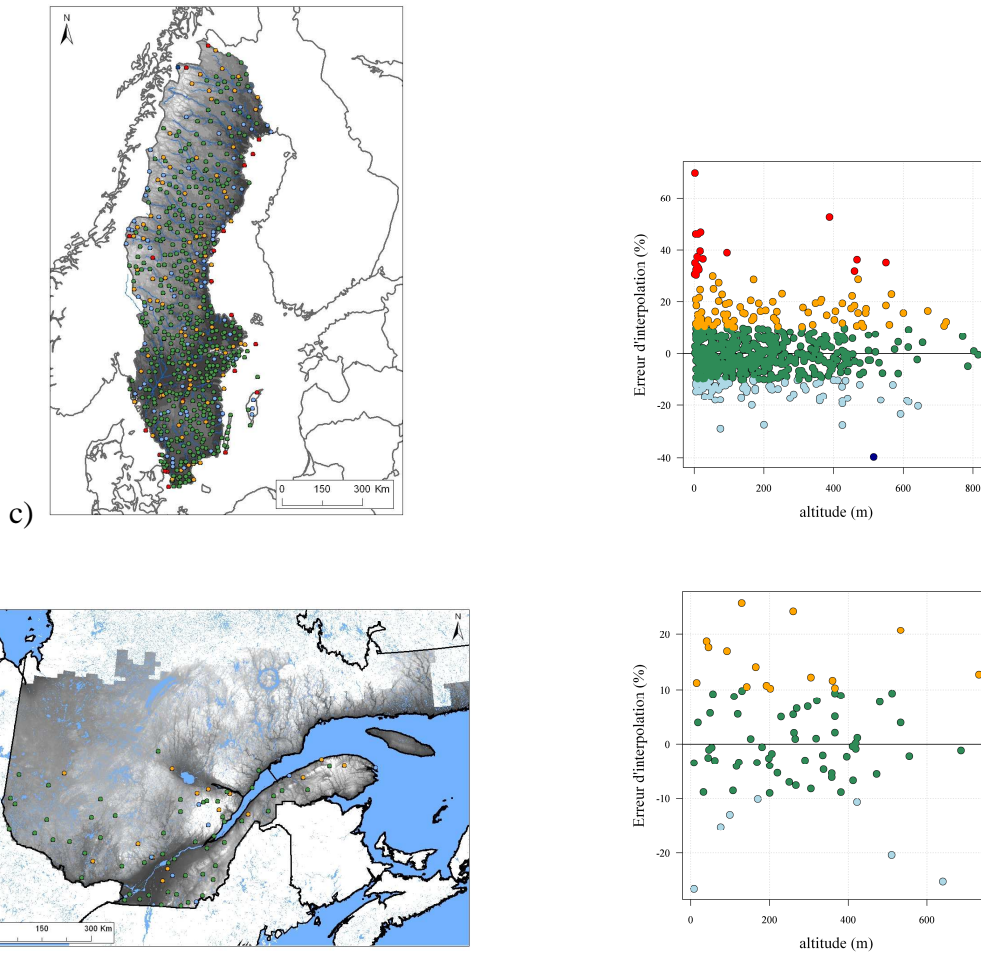 N
0 150 300 Km
c)
Erreur d'interpolation (%)
60
40
20
0
-20
-40
0 200 400 600 800
altitude (m)
N
150 300 Km
Erreur d'interpolation (%)
20
10
0
-10
-20
0 200 400 600
altitude (m)